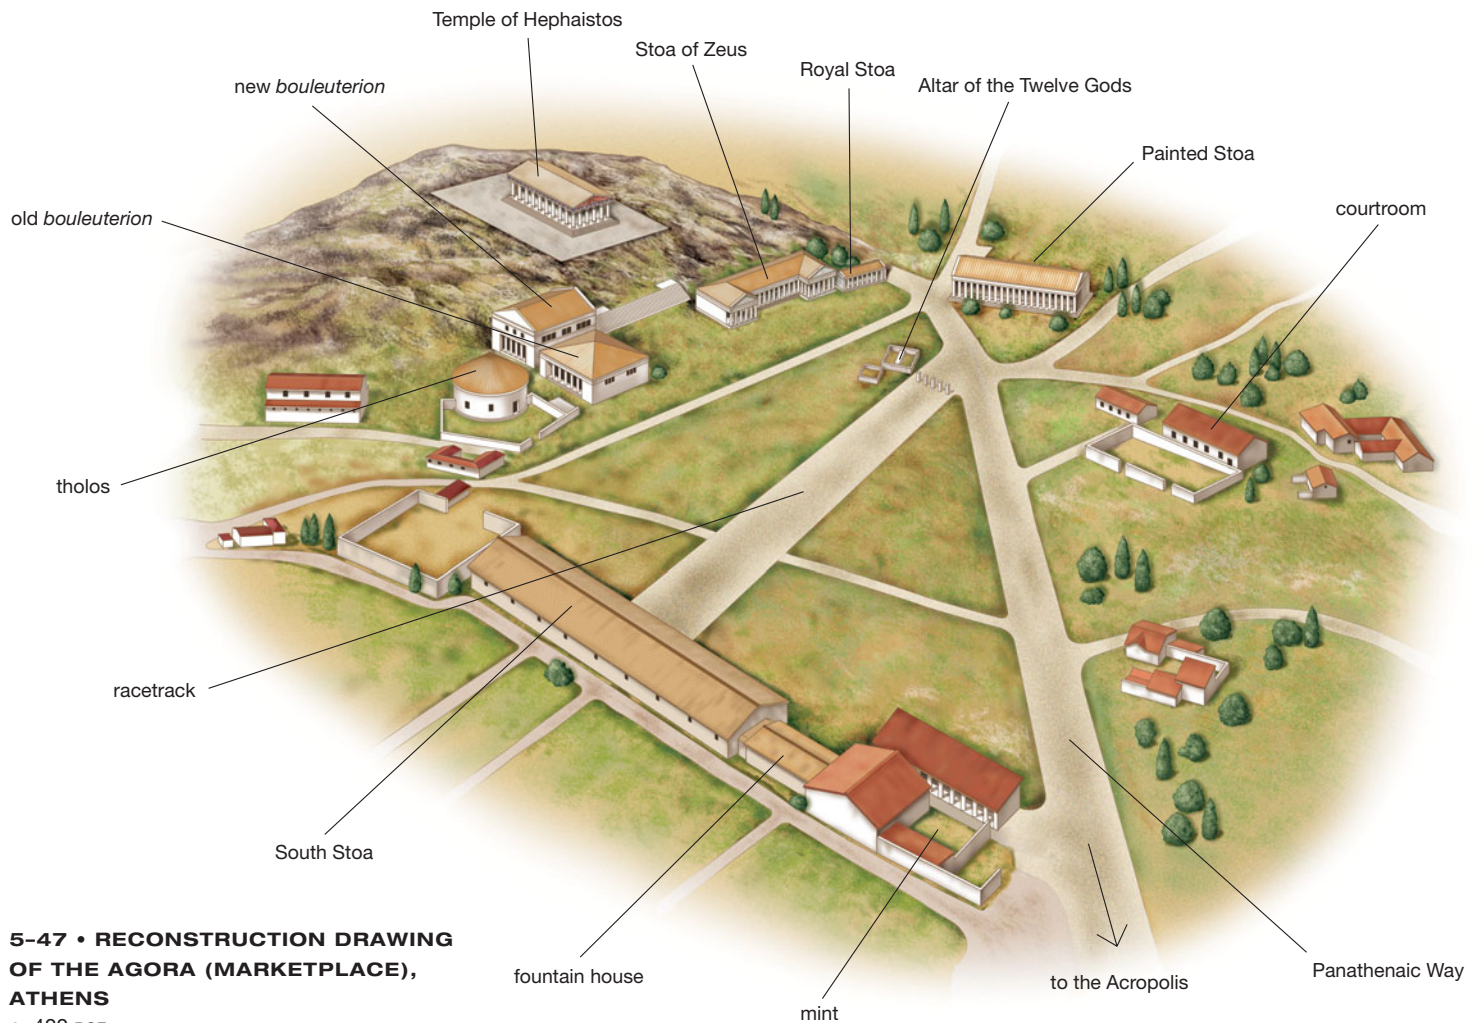 Temple of Hephaistos
Stoa of Zeus
Royal Stoa
new bouleuterion
Altar of the Twelve Gods
Painted Stoa
courtroom
old bouleuterion
tholos
racetrack
South Stoa
fountain house
mint
to the Acropolis
Panathenaic Way
5–47 • RECONSTRUCTION DRAWING
OF THE AGORA (MARKETPLACE),
ATHENS